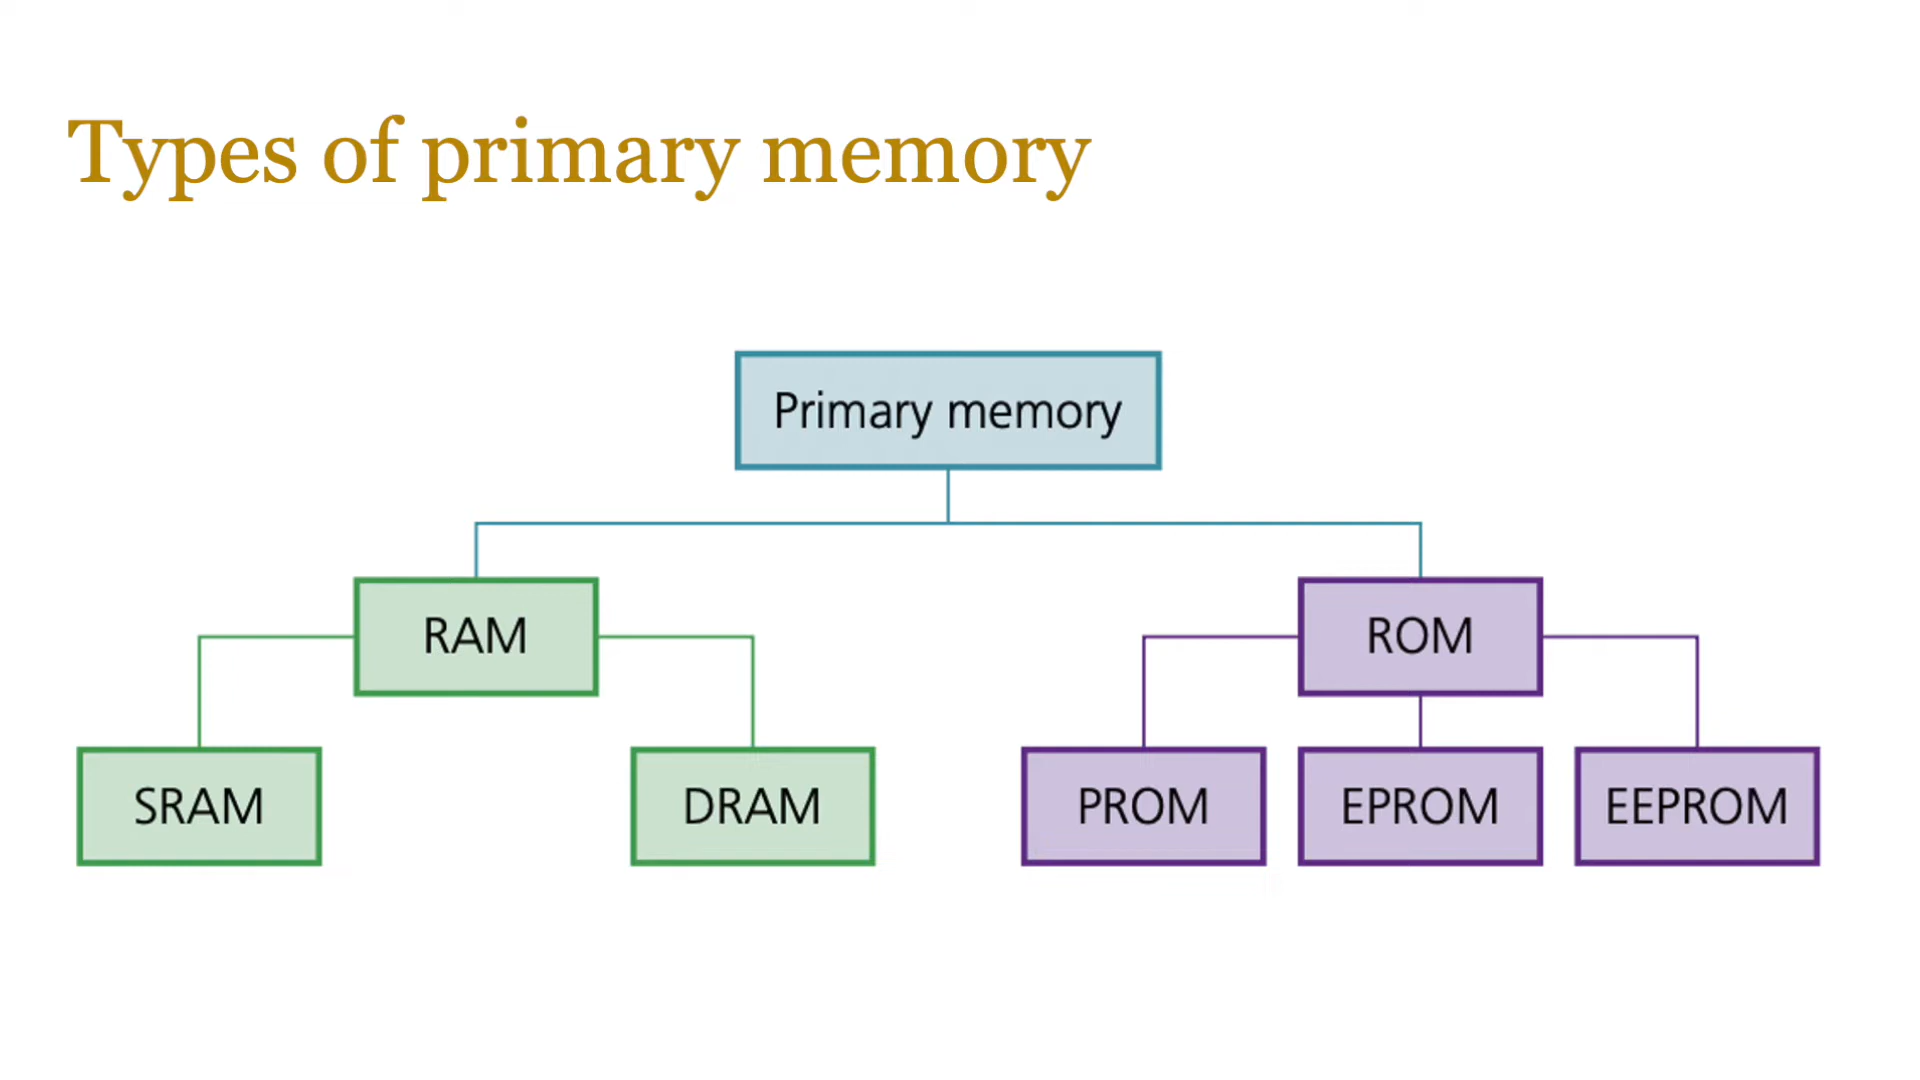 Types of primary memory
Primary memory
RAM
ROM
SRAM
DRAM
PROM
EPROM
EEPROM